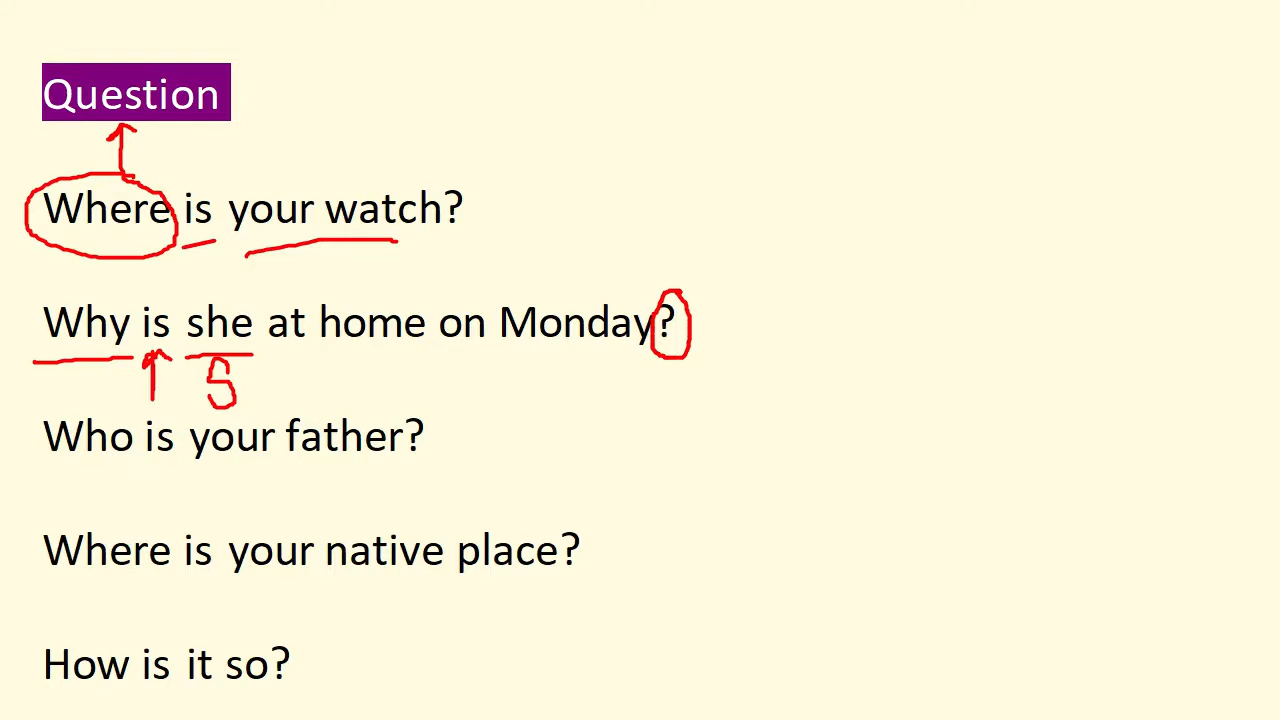 Question
Where is your watch?
Why is she at home on Monday?
S
Who is your father?
Where is your native place?
How is it so?